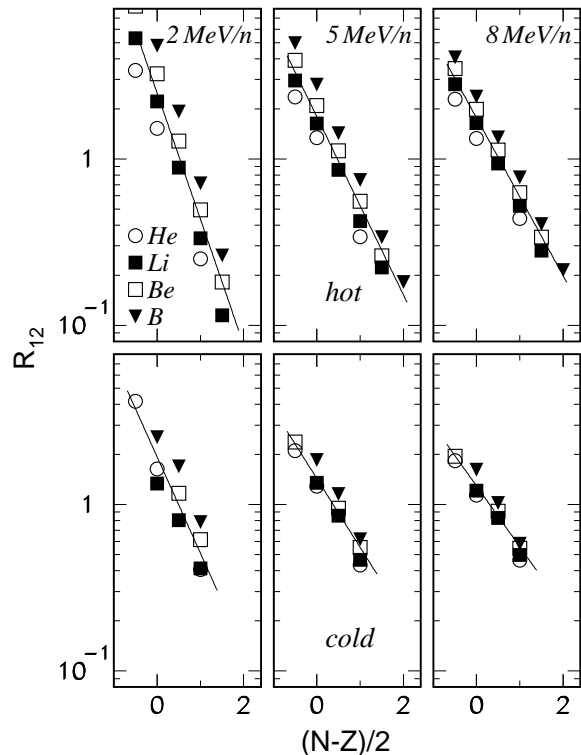 2 MeV/n
5 MeV/n
8 MeV/n
1
He
Li
Be
B
hot
10⁻¹
R₁₂
1
cold
10⁻¹
0 2
0 2
0 2
(N-Z)/2